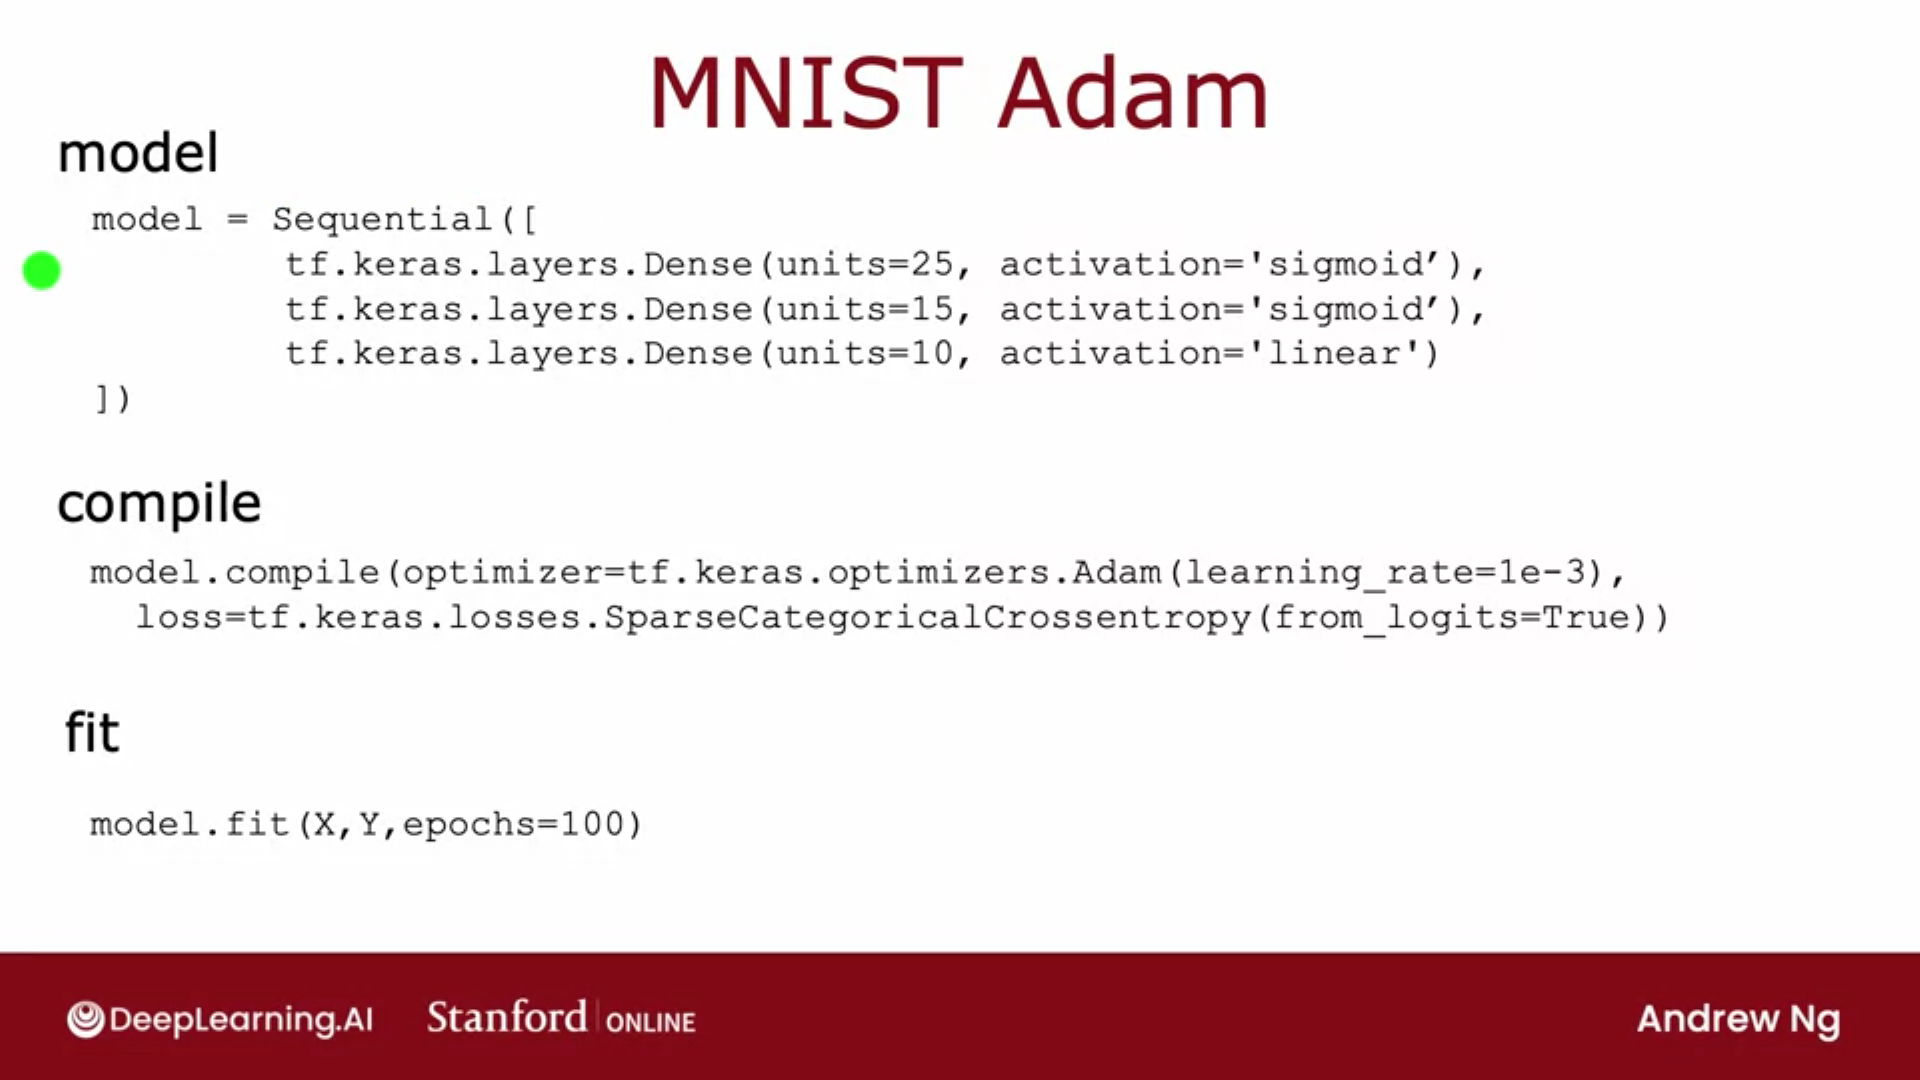 MNIST Adam
model
model = Sequential([
tf.keras.layers.Dense(units=25, activation='sigmoid’),
tf.keras.layers.Dense(units=15, activation='sigmoid’),
tf.keras.layers.Dense(units=10, activation='linear')
])
compile
model.compile(optimizer=tf.keras.optimizers.Adam(learning_rate=1e-3),
loss=tf.keras.losses.SparseCategoricalCrossentropy(from_logits=True))
fit
model.fit(X,Y,epochs=100)
DeepLearning.AI Stanford ONLINE Andrew Ng